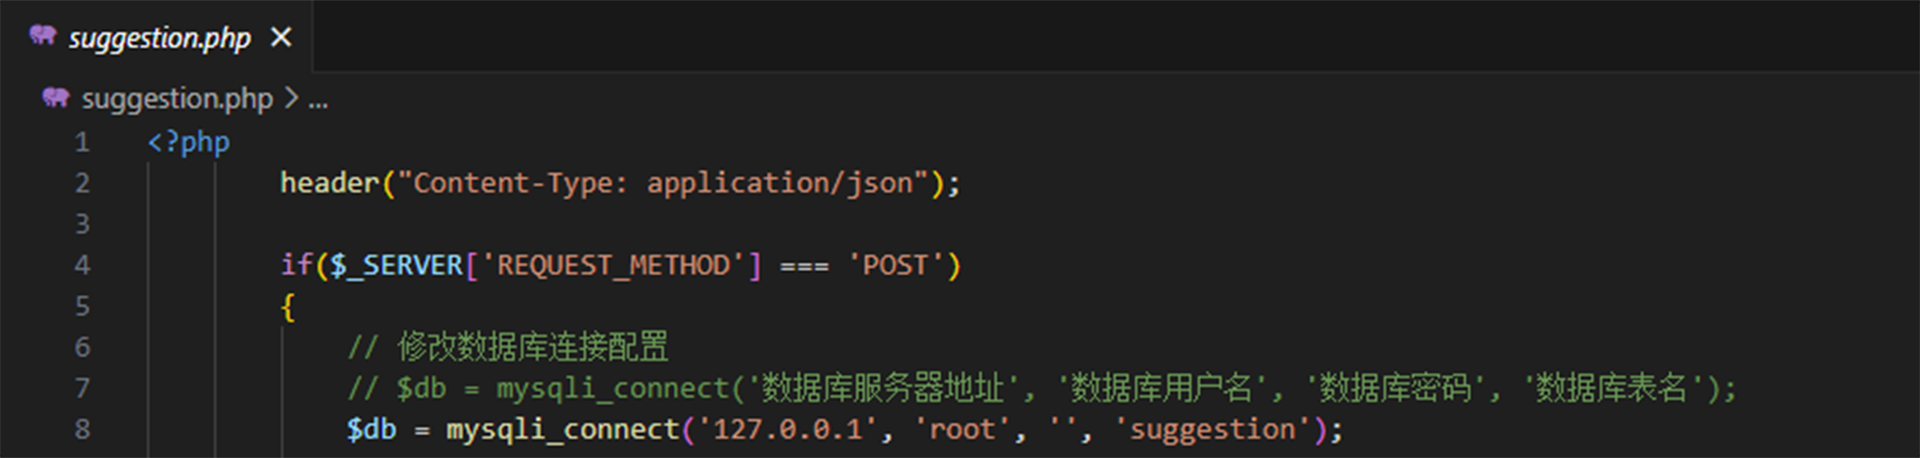 suggestion.php ×
suggestion.php > ...
1 <?php
2 header("Content-Type: application/json");
3
4 if($_SERVER['REQUEST_METHOD'] === 'POST')
5 {
6 // 修改数据库连接配置
7 // $db = mysqli_connect('数据库服务器地址', '数据库用户名', '数据库密码', '数据库表名');
8 $db = mysqli_connect('127.0.0.1', 'root', '', 'suggestion');